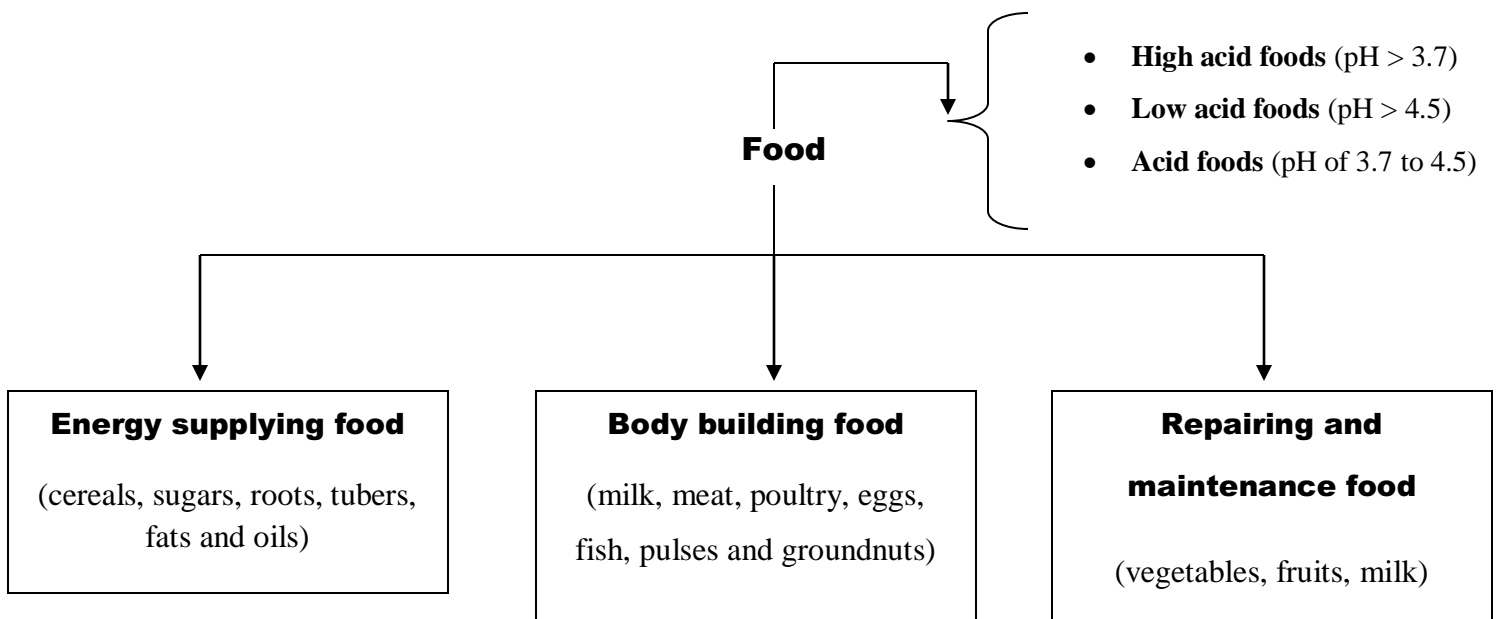 • High acid foods (pH > 3.7)
• Low acid foods (pH > 4.5)
• Acid foods (pH of 3.7 to 4.5)
Food
Energy supplying food
(cereals, sugars, roots, tubers,
fats and oils)
Body building food
(milk, meat, poultry, eggs,
fish, pulses and groundnuts)
Repairing and
maintenance food
(vegetables, fruits, milk)